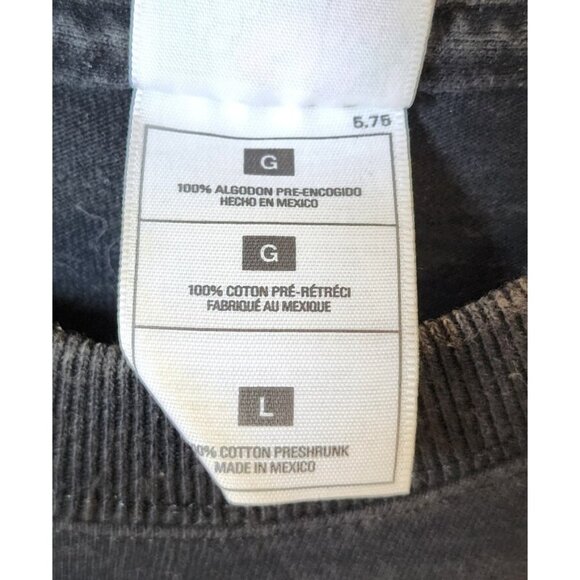 5.75
G
100% ALGODON PRE-ENCOGIDO
HECHO EN MEXICO
G
100% COTON PRÉ-RÉTRÉCI
FABRIQUÉ AU MEXIQUE
L
0% COTTON PRESHRUNK
MADE IN MEXICO